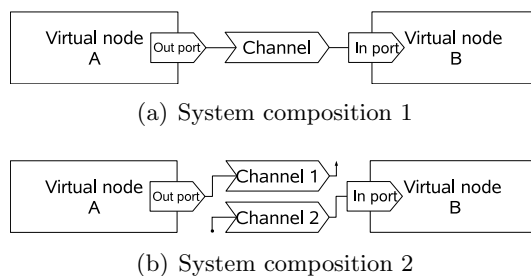 Virtual node
A
Out port
Channel
In port
Virtual node
B
(a) System composition 1
Virtual node
A
Out port
Channel 1
Channel 2
In port
Virtual node
B
(b) System composition 2